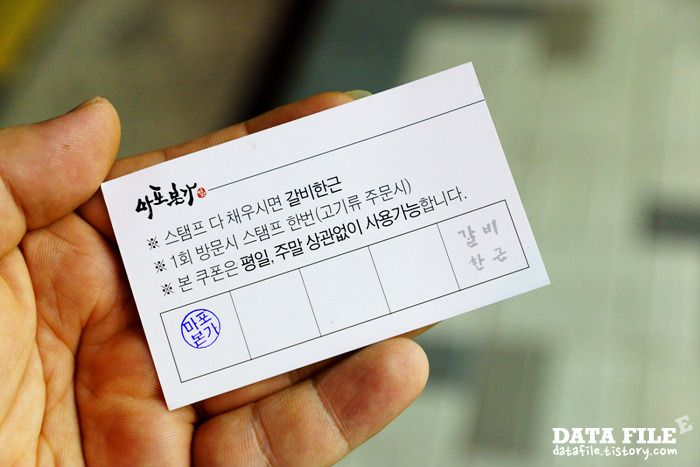 마포본가
※ 스탬프 다 채우시면 갈비한근
※ 1회 방문시 스탬프 한번(고기류 주문시)
※ 본 쿠폰은 평일, 주말 상관없이 사용가능합니다.
마포
본가
갈비
한근
DATA FILE
E
datafile.tistory.com